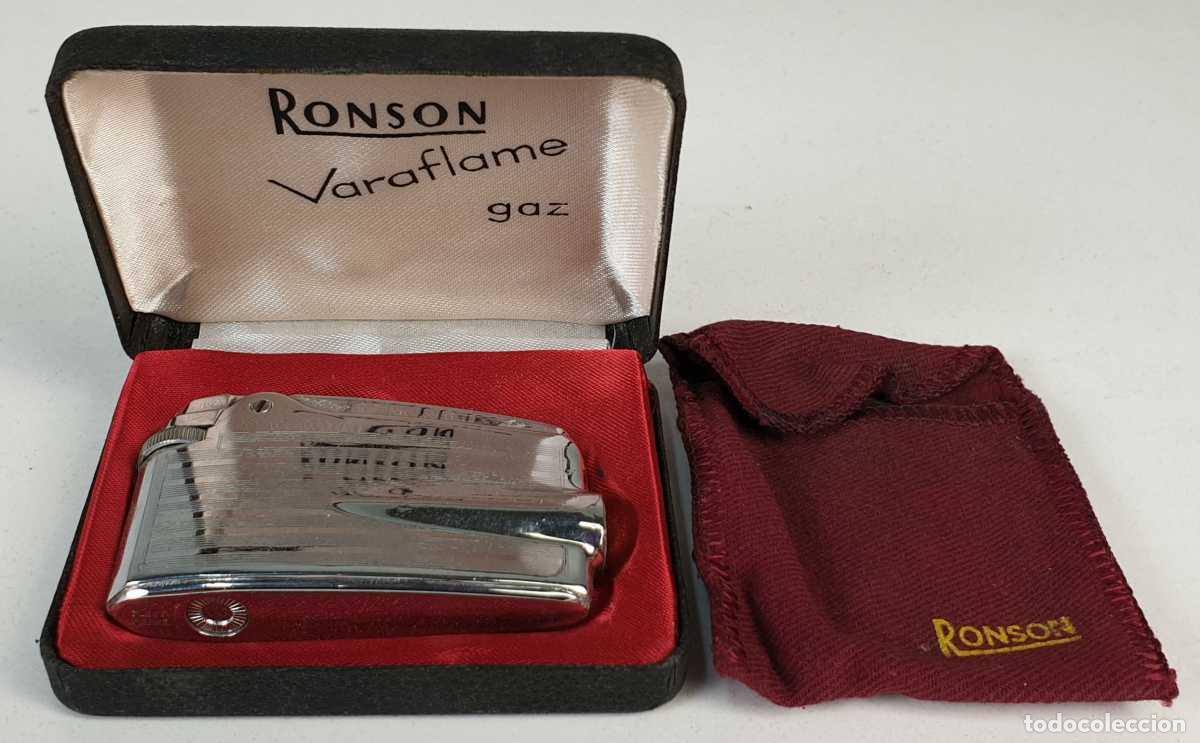 RONSON
Varaflame
gaz
RONSON
todocoleccion